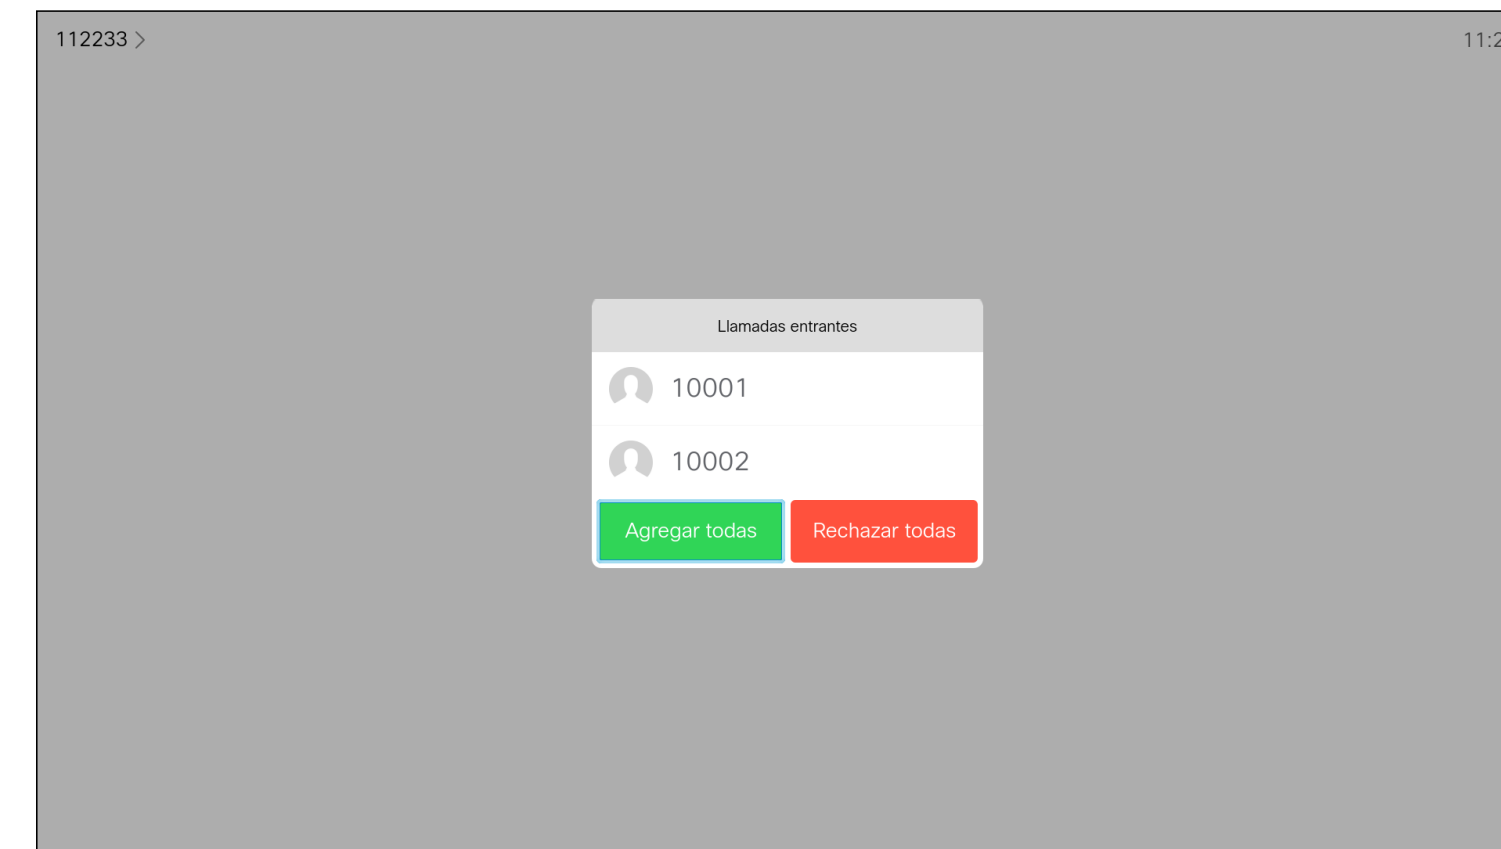 112233
Llamadas entrantes
10001
10002
Agregar todas
Rechazar todas